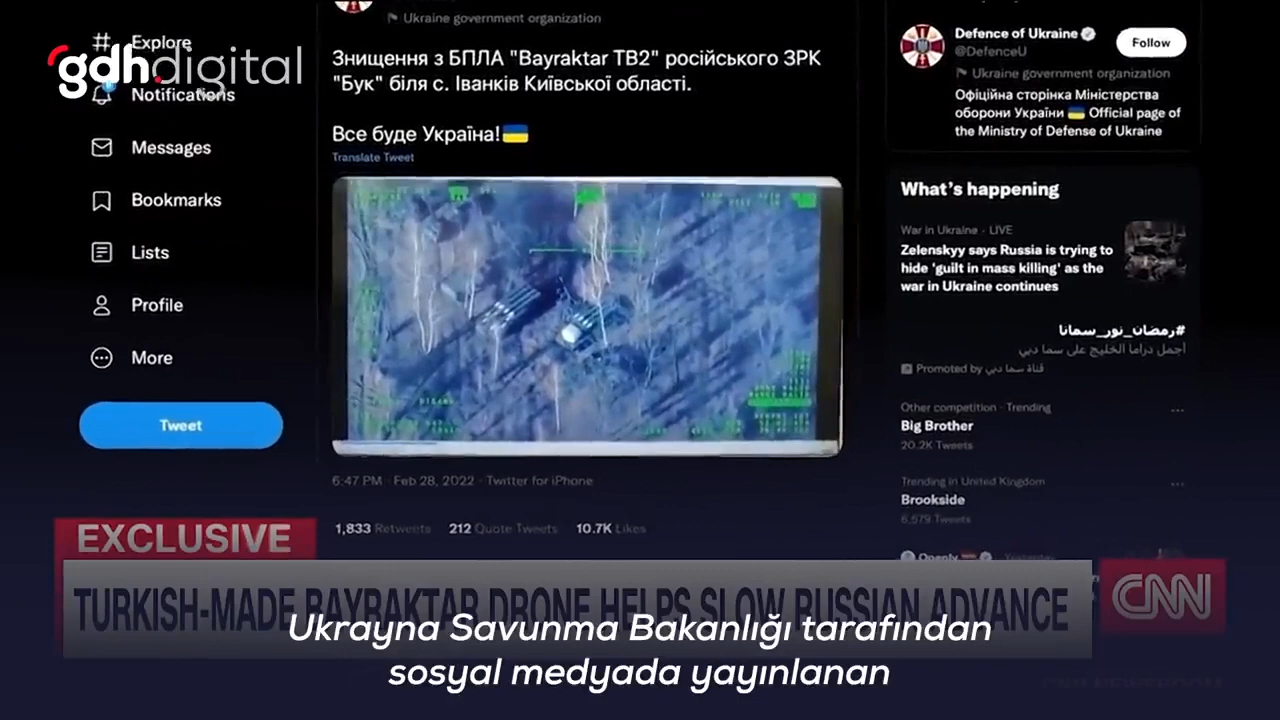 gdh.digital
Explore
Notifications
Messages
Bookmarks
Lists
Profile
More
Tweet
Ukraine government organization
Знищення з БПЛА "Bayraktar TB2" російського ЗРК
"Бук" біля с. Іванків Київської області.
Все буде Україна!🇺🇦
Translate Tweet
6:47 PM · Feb 28, 2022 · Twitter for iPhone
1,833 Retweets 212 Quote Tweets 10.7K Likes
Defence of Ukraine
@DefenceU
Follow
Ukraine government organization
Офіційна сторінка Міністерства
оборони України 🇺🇦 Official page of
the Ministry of Defense of Ukraine
What's happening
War in Ukraine · LIVE
Zelenskyy says Russia is trying to
hide 'guilt in mass killing' as the
war in Ukraine continues
#رمضان_نور_سمانا
أجمل دراما الخليج على سما دبي
Promoted by قناة سما دبي
Other competition · Trending
Big Brother
20.2K Tweets
Trending in United Kingdom
Brookside
6,579 Tweets
Openly
Yesterday
EXCLUSIVE
TURKISH-MADE BAYRAKTAR DRONE HELPS SLOW RUSSIAN ADVANCE
CNN
Ukrayna Savunma Bakanlığı tarafından
sosyal medyada yayınlanan